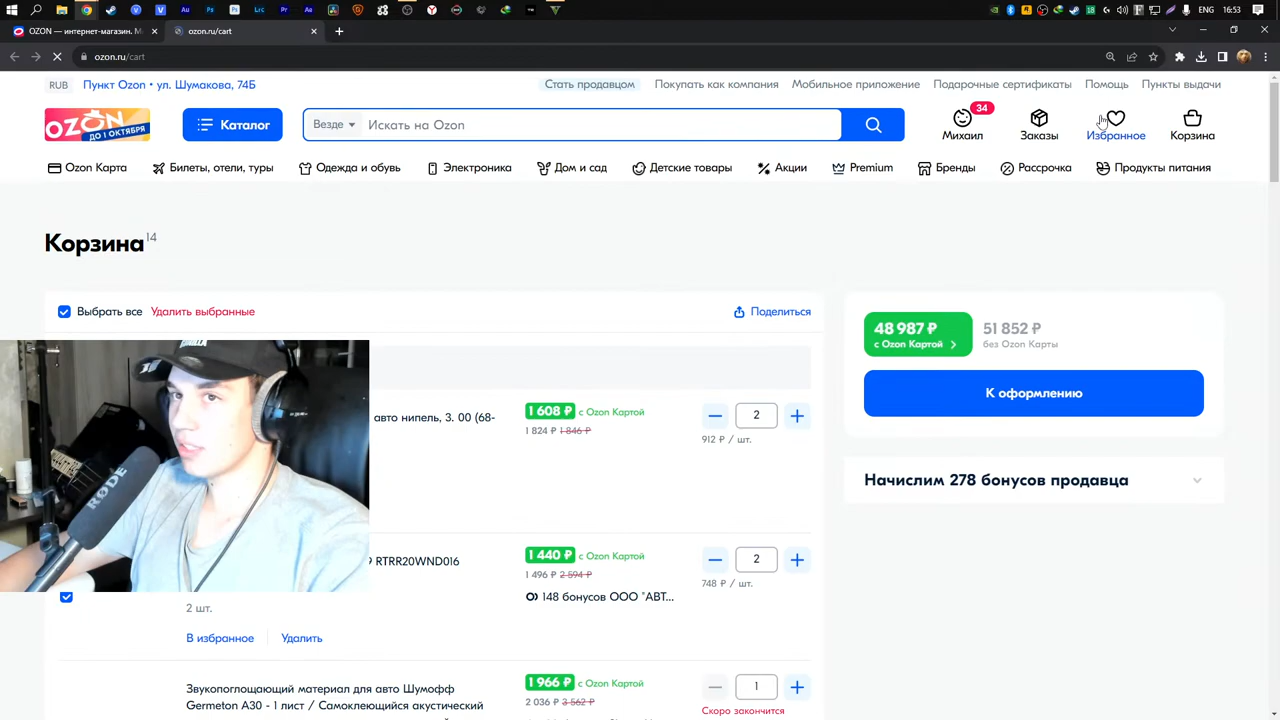 ENG 16:53
OZON — интернет-магазин. М
ozon.ru/cart
ozon.ru/cart
RUB
Пункт Ozon • ул. Шумакова, 74Б
Стать продавцом
Покупать как компания
Мобильное приложение
Подарочные сертификаты
Помощь
Пункты выдачи
OZON
ДО 1 ОКТЯБРЯ
Каталог
Везде
Искать на Ozon
34
Михаил
Заказы
Избранное
Корзина
Ozon Карта
Билеты, отели, туры
Одежда и обувь
Электроника
Дом и сад
Детские товары
Акции
Premium
Бренды
Рассрочка
Продукты питания
Корзина 14
Выбрать все
Удалить выбранные
Поделиться
48 987 ₽
с Ozon Картой
51 852 ₽
без Ozon Карты
К оформлению
Начислим 278 бонусов продавца
авто нипель, 3. 00 (68-
1 608 ₽ с Ozon Картой
1 824 ₽ 1 846 ₽
2
912 ₽ / шт.
RODE
9 RTRR20WND016
1 440 ₽ с Ozon Картой
1 496 ₽ 2 594 ₽
148 бонусов ООО "АВТ...
2
748 ₽ / шт.
2 шт.
В избранное
Удалить
Звукопоглощающий материал для авто Шумофф
Germeton A30 - 1 лист / Самоклеющийся акустический
1 966 ₽ с Ozon Картой
2 036 ₽ 3 562 ₽
1
Скоро закончится